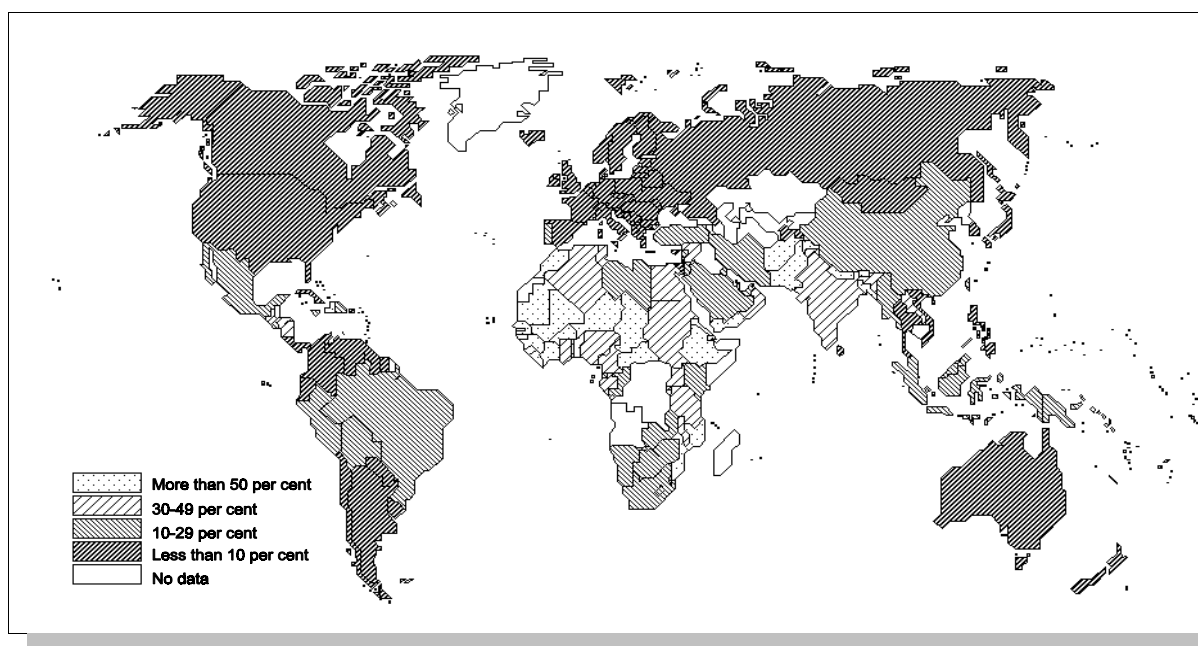 More than 50 per cent
30-49 per cent
10-29 per cent
Less than 10 per cent
No data